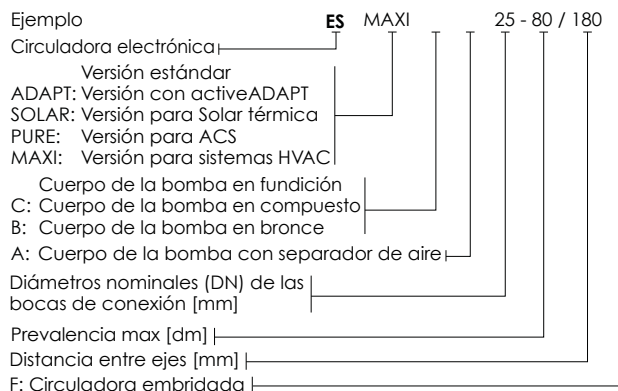 Ejemplo ES MAXI 25 - 80 / 180
Circuladora electrónica
Versión estándar
ADAPT: Versión con activeADAPT
SOLAR: Versión para Solar térmica
PURE: Versión para ACS
MAXI: Versión para sistemas HVAC
Cuerpo de la bomba en fundición
C: Cuerpo de la bomba en compuesto
B: Cuerpo de la bomba en bronce
A: Cuerpo de la bomba con separador de aire
Diámetros nominales (DN) de las
bocas de conexión [mm]
Prevalencia max [dm]
Distancia entre ejes [mm]
F: Circuladora embridada